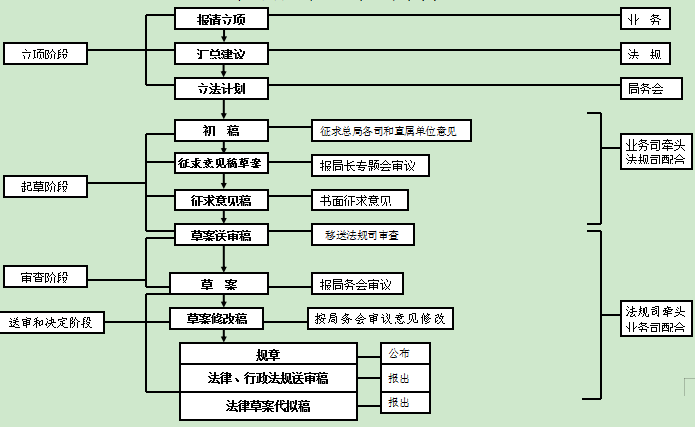 报请立项
业 务
立项阶段
汇总建议
法 规
立法计划
局务会
初 稿
征求总局各司和直属单位意见
业务司牵头
法规司配合
征求意见稿草案
报局长专题会审议
起草阶段
征求意见稿
书面征求意见
草案送审稿
移送法规司审查
审查阶段
草 案
报局务会审议
送审和决定阶段
草案修改稿
按局务会审议意见修改
法规司牵头
业务司配合
规章
公布
法律、行政法规送审稿
报出
法律草案代拟稿
报出